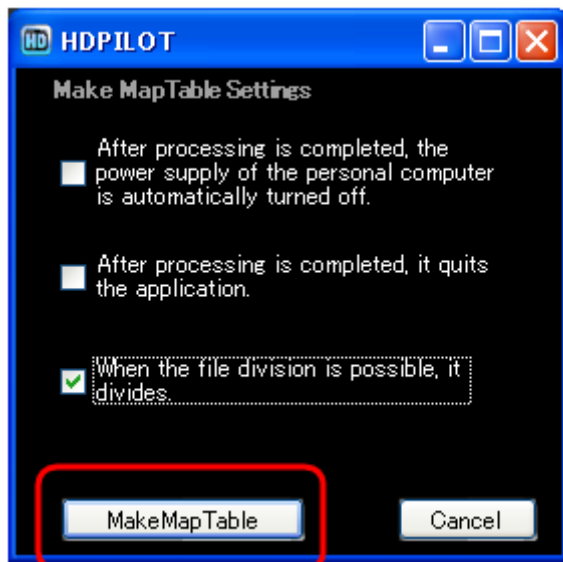 HD HDPILOT
Make MapTable Settings
After processing is completed, the
power supply of the personal computer
is automatically turned off.
After processing is completed, it quits
the application.
When the file division is possible, it
divides.
MakeMapTable Cancel